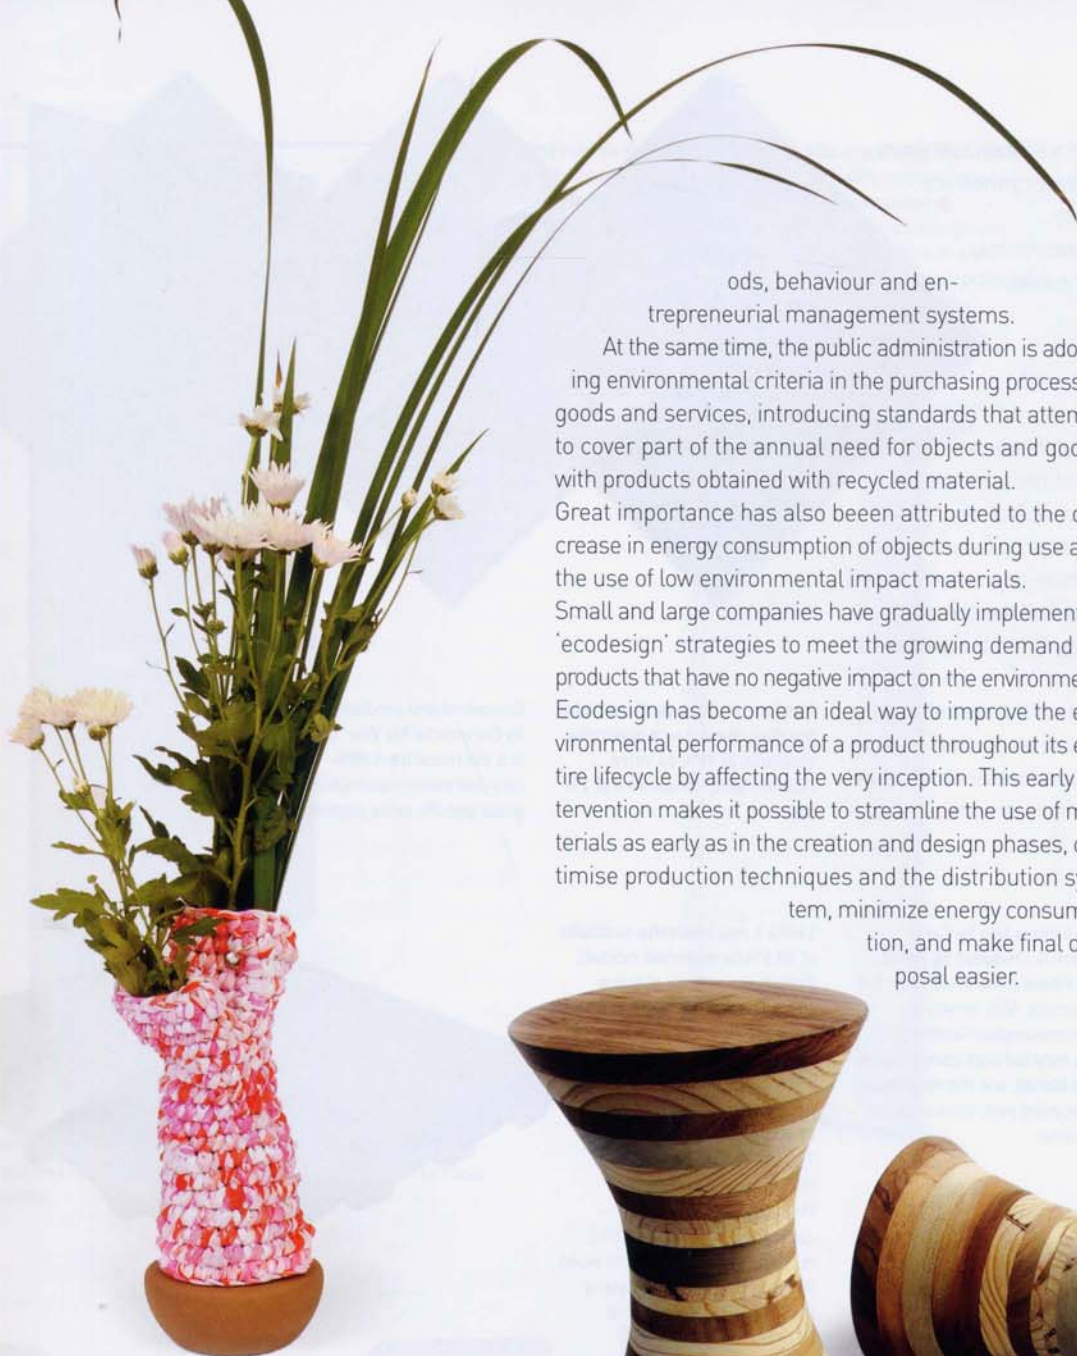 ods, behaviour and en-
trepreneurial management systems.
At the same time, the public administration is ado
ing environmental criteria in the purchasing process
goods and services, introducing standards that attem
to cover part of the annual need for objects and goo
with products obtained with recycled material.
Great importance has also beeen attributed to the
crease in energy consumption of objects during use a
the use of low environmental impact materials.
Small and large companies have gradually implement
'ecodesign' strategies to meet the growing demand
products that have no negative impact on the environme
Ecodesign has become an ideal way to improve the e
vironmental performance of a product throughout its e
tire lifecycle by affecting the very inception. This early
tervention makes it possible to streamline the use of m
terials as early as in the creation and design phases, o
timise production techniques and the distribution sy
tem, minimize energy consum
tion, and make final
posal easier.